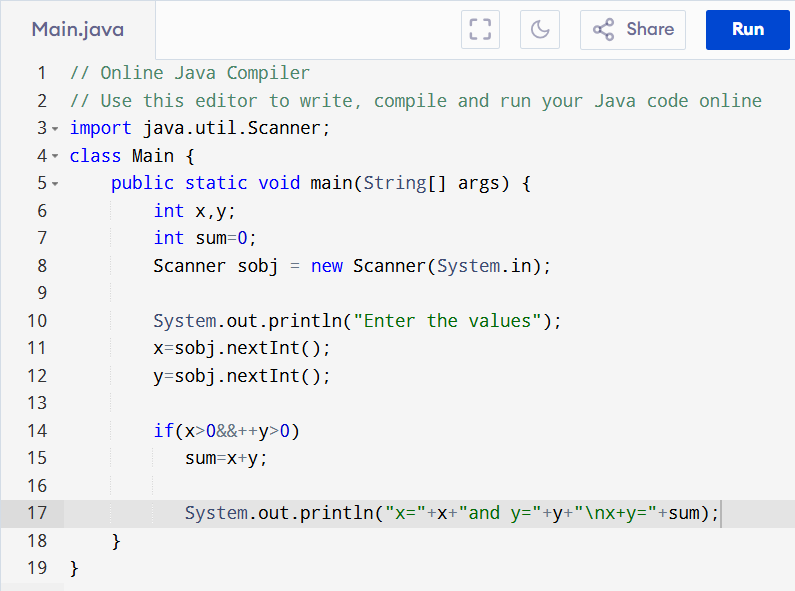 Main.java Share Run
1 // Online Java Compiler
2 // Use this editor to write, compile and run your Java code online
3 import java.util.Scanner;
4 class Main {
5 public static void main(String[] args) {
6 int x,y;
7 int sum=0;
8 Scanner sobj = new Scanner(System.in);
9
10 System.out.println("Enter the values");
11 x=sobj.nextInt();
12 y=sobj.nextInt();
13
14 if(x>0&&++y>0)
15 sum=x+y;
16
17 System.out.println("x="+x+"and y="+y+"\nx+y="+sum);
18 }
19 }